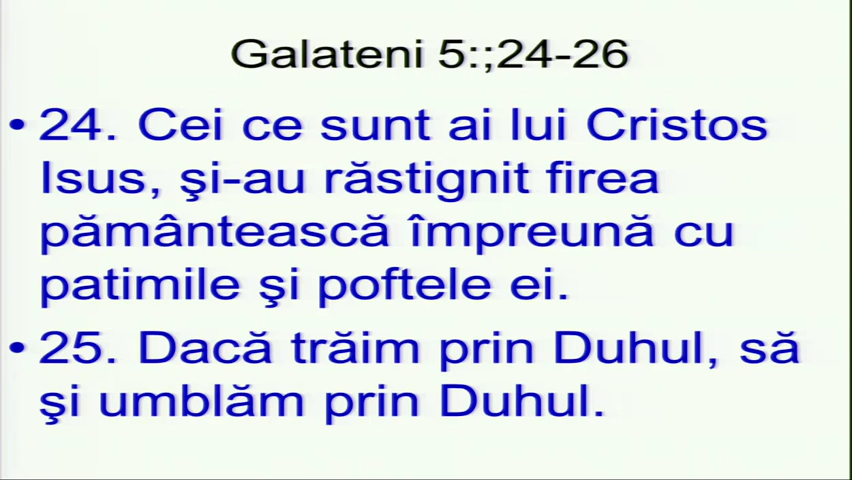 Galateni 5:;24-26
• 24. Cei ce sunt ai lui Cristos
Isus, şi-au răstignit firea
pământească împreună cu
patimile şi poftele ei.
• 25. Dacă trăim prin Duhul, să
şi umblăm prin Duhul.